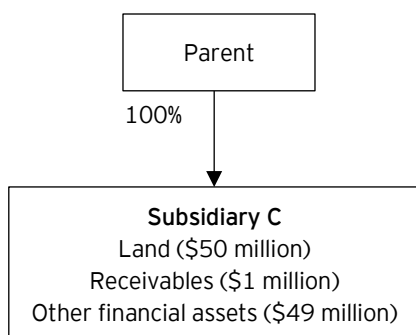 Parent
100%
Subsidiary C
Land ($50 million)
Receivables ($1 million)
Other financial assets ($49 million)